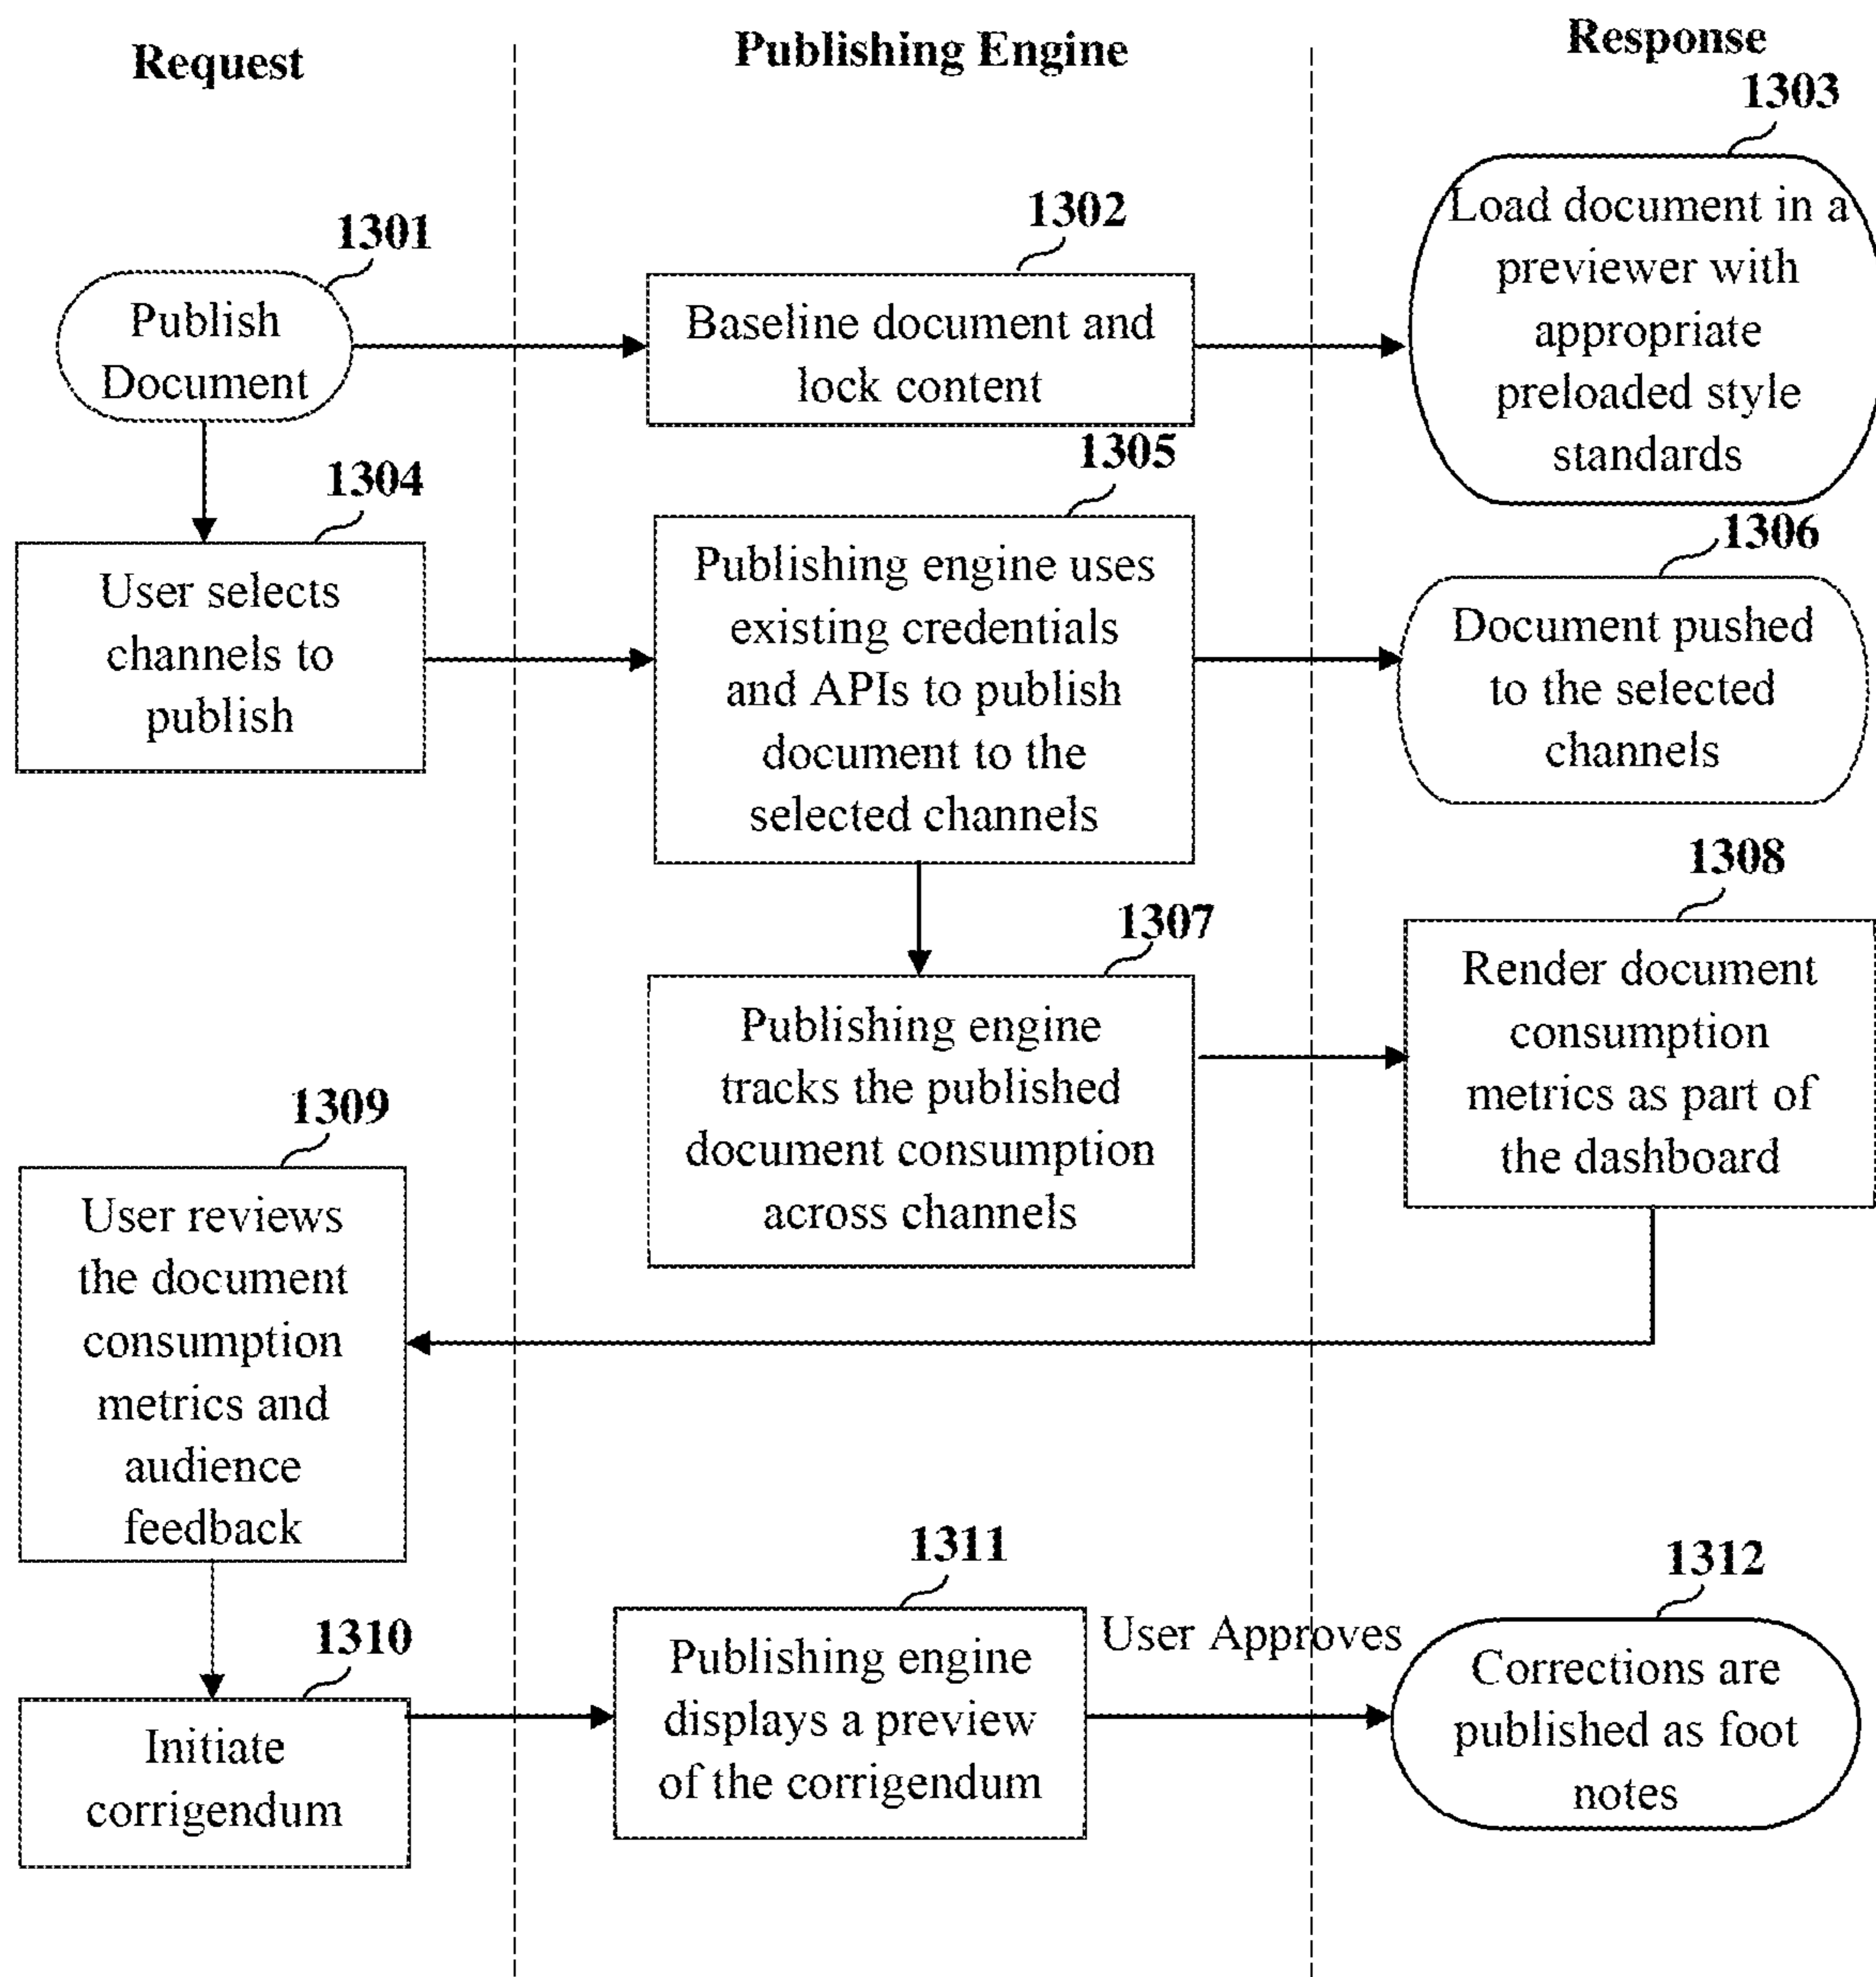 Request
Publishing Engine
Response
1303
Load document in a
previewer with
appropriate
preloaded style
standards
1301
Publish
Document
1302
Baseline document and
lock content
1304
User selects
channels to
publish
1305
Publishing engine uses
existing credentials
and APIs to publish
document to the
selected channels
1306
Document pushed
to the selected
channels
1307
Publishing engine
tracks the published
document consumption
across channels
1308
Render document
consumption
metrics as part of
the dashboard
1309
User reviews
the document
consumption
metrics and
audience
feedback
1310
Initiate
corrigendum
1311
Publishing engine
displays a preview
of the corrigendum
User Approves
1312
Corrections are
published as foot
notes